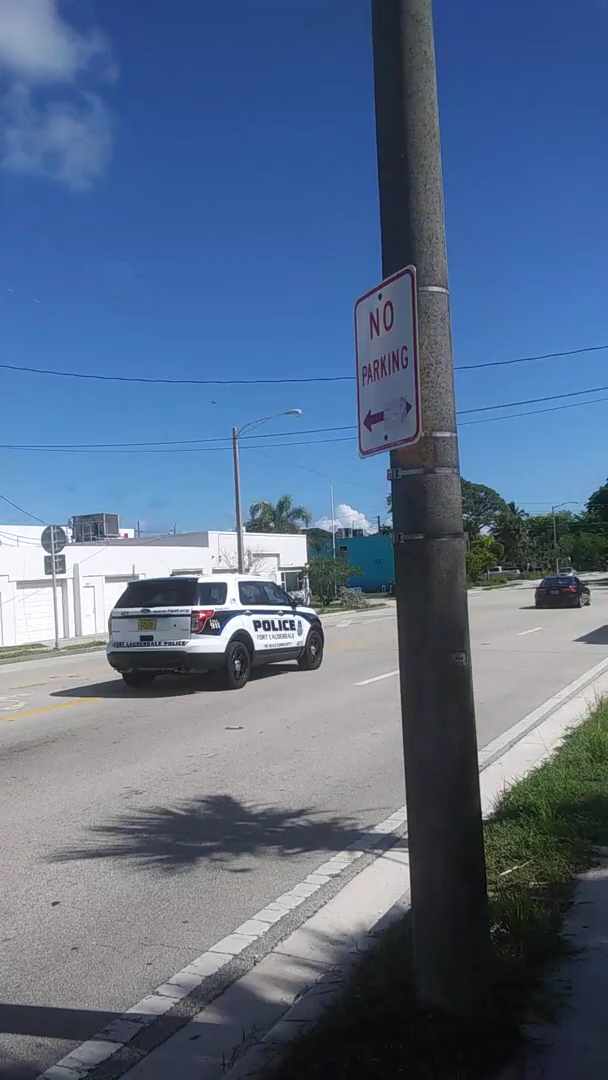 NO
PARKING
POLICE
FORT LAUDERDALE
911
FORT LAUDERDALE POLICE